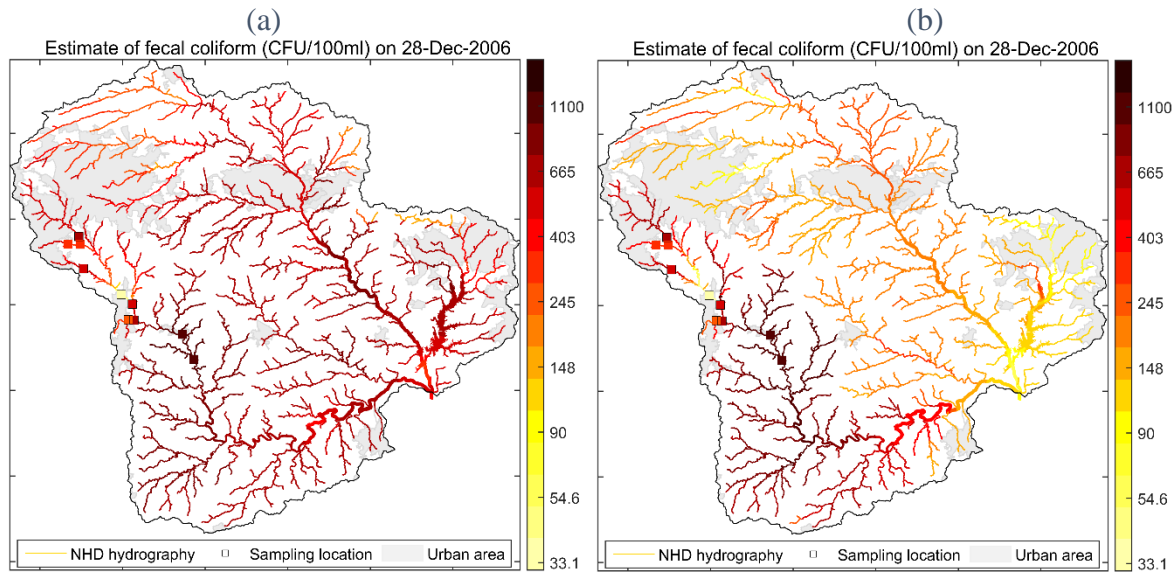 (a)
Estimate of fecal coliform (CFU/100ml) on 28-Dec-2006
1100
665
403
245
148
90
54.6
33.1
NHD hydrography
Sampling location
Urban area
(b)
Estimate of fecal coliform (CFU/100ml) on 28-Dec-2006
1100
665
403
245
148
90
54.6
33.1
NHD hydrography
Sampling location
Urban area